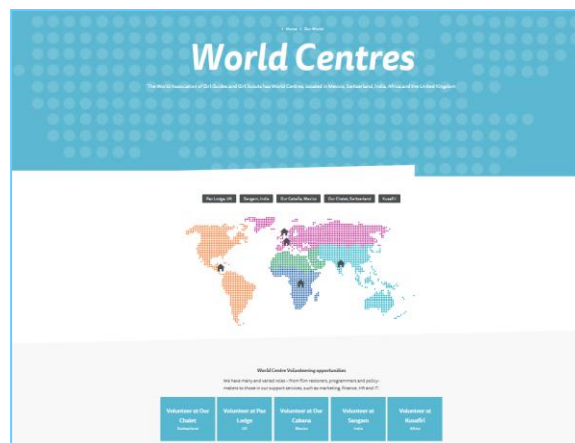 Home Our World
World Centres
The World Association of Girl Guides and Girl Scouts has World Centres, located in Mexico, Switzerland, India, Africa and the United Kingdom
Pax Lodge, UK Sangam, India Our Cabaña, Mexico Our Chalet, Switzerland Kusafiri
World Centre Volunteering opportunities
We have many and varied roles – from film restorers, programmers and policy-
makers to those in our support services, such as marketing, finance, HR and IT.
Volunteer at Our Volunteer at Pax Volunteer at Our Volunteer at Volunteer at
Chalet Lodge Cabana Sangam Kusafiri
Switzerland UK Mexico India Africa